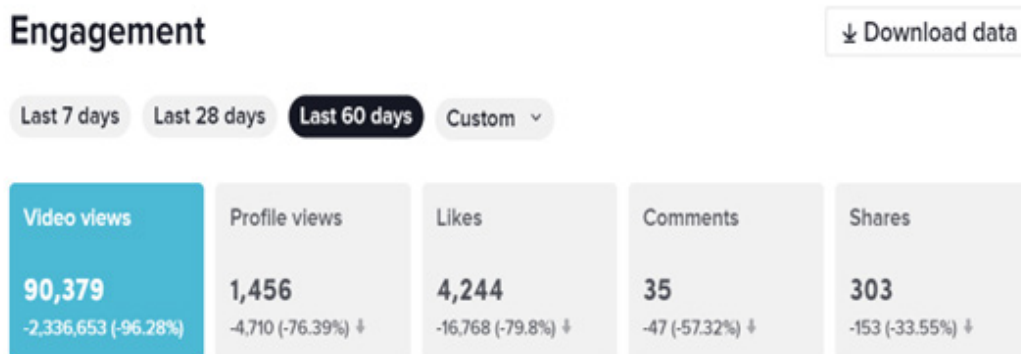 Engagement
Download data
Last 7 days Last 28 days Last 60 days Custom
Video views Profile views Likes Comments Shares
90,379 1,456 4,244 35 303
-2,336,653 (-96.28%) -4,710 (-76.39%) -16,768 (-79.8%) -47 (-57.32%) -153 (-33.55%)